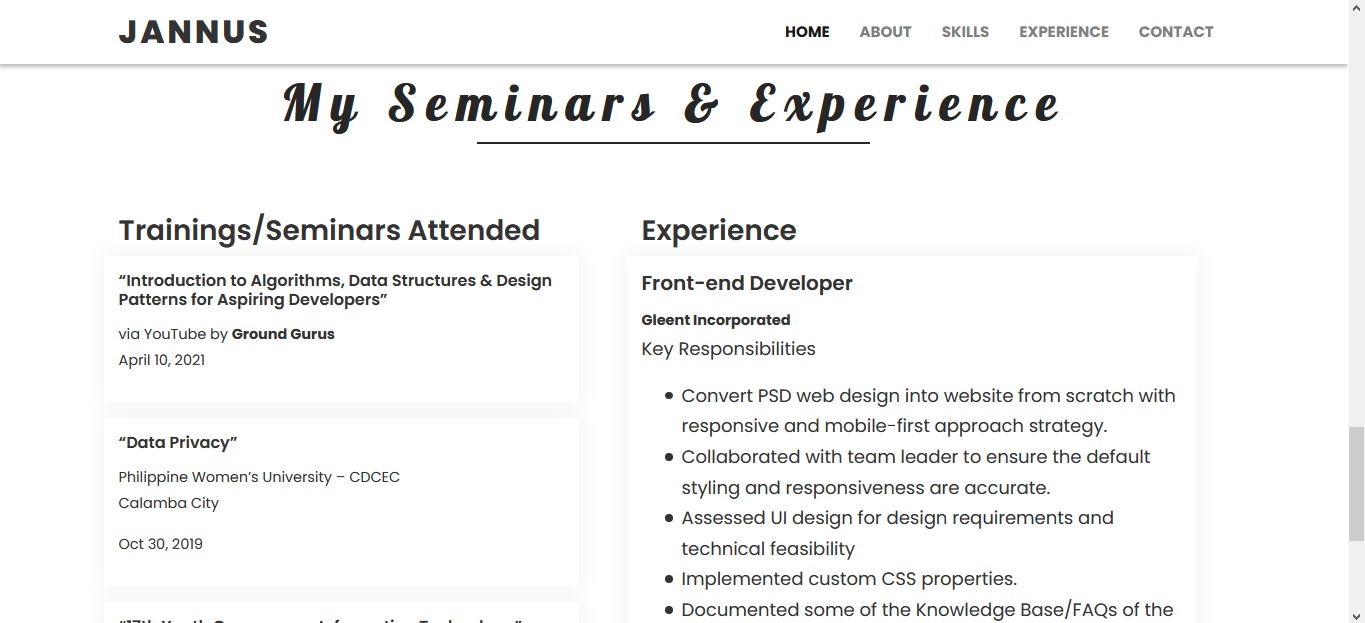 JANNUS
HOME ABOUT SKILLS EXPERIENCE CONTACT
My Seminars & Experience
Trainings/Seminars Attended
“Introduction to Algorithms, Data Structures & Design
Patterns for Aspiring Developers”
via YouTube by Ground Gurus
April 10, 2021
“Data Privacy”
Philippine Women’s University – CDCEC
Calamba City
Oct 30, 2019
Experience
Front-end Developer
Gleent Incorporated
Key Responsibilities
Convert PSD web design into website from scratch with
responsive and mobile-first approach strategy.
Collaborated with team leader to ensure the default
styling and responsiveness are accurate.
Assessed UI design for design requirements and
technical feasibility
Implemented custom CSS properties.
Documented some of the Knowledge Base/FAQs of the